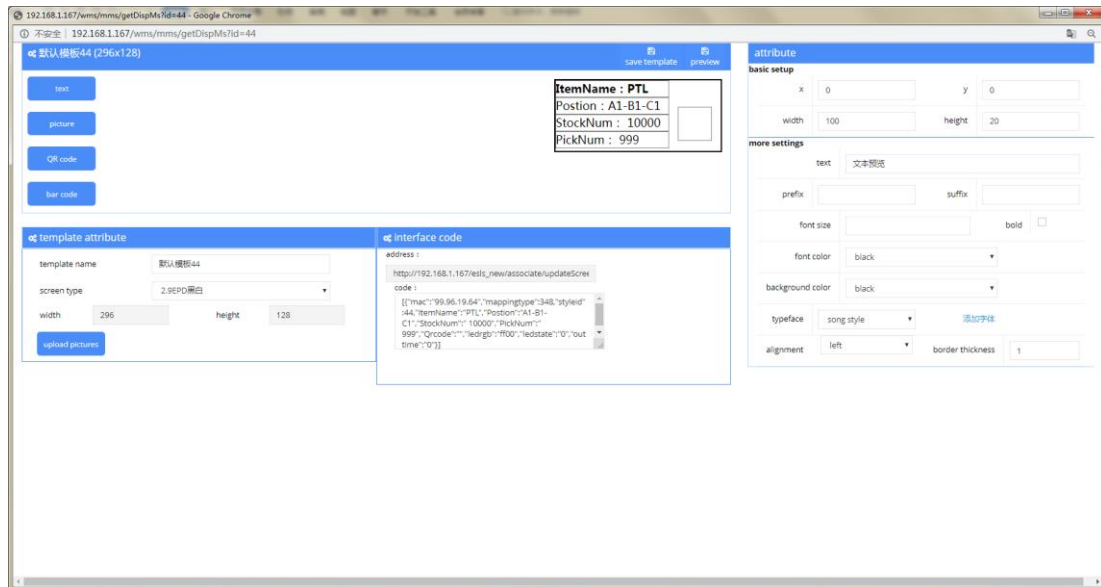 192.168.1.167/wms/mms/getDispMs?id=44 - Google Chrome
不安全 | 192.168.1.167/wms/mms/getDispMs?id=44
默认模板44 (296x128)
save template
preview
text
picture
QR code
bar code
ItemName：PTL
Postion：A1-B1-C1
StockNum： 10000
PickNum： 999
template attribute
template name 默认模板44
screen type 2.9EPD黑白
width 296 height 128
upload pictures
interface code
address：
http://192.168.1.167/esls_new/associate/updateScree
code：
[{"mac":"99.96.19.64","mappingtype":348,"styleid"
:44,"ItemName":"PTL","Postion":"A1-B1-
C1","StockNum":" 10000","PickNum":"
999","Qrcode":"","ledrgb":"ff00","ledstate":"0","out
time":"0"}]
attribute
basic setup
x 0 y 0
width 100 height 20
more settings
text 文本预览
prefix suffix
font size bold
font color black
background color black
typeface song style 添加字体
alignment left border thickness 1